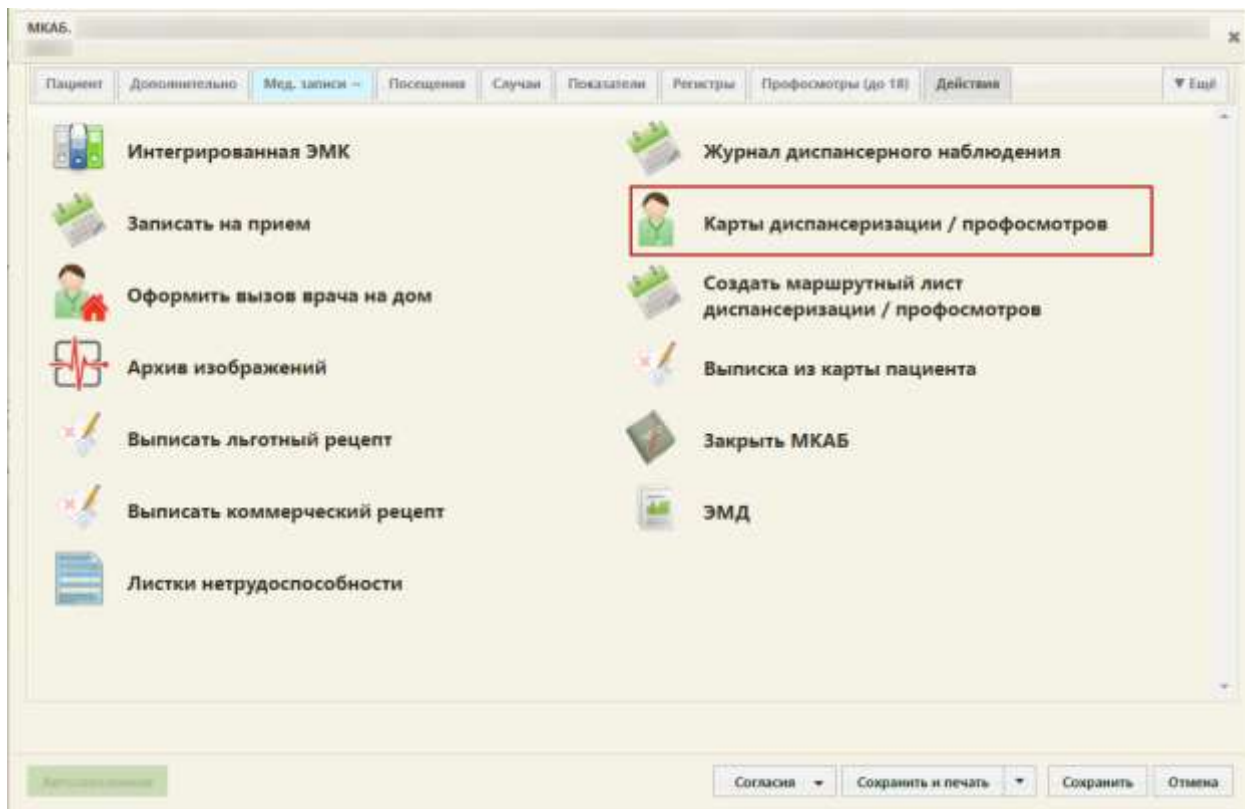 МКАБ.
Пациент Дополнительно Мед. записи Посещения Случаи Показатели Регистры Профосмотры (до 18) Действия ▼ Ещё
Интегрированная ЭМК
Журнал диспансерного наблюдения
Записать на прием
Карты диспансеризации / профосмотров
Оформить вызов врача на дом
Создать маршрутный лист
диспансеризации / профосмотров
Архив изображений
Выписка из карты пациента
Выписать льготный рецепт
Закрыть МКАБ
Выписать коммерческий рецепт
ЭМД
Листки нетрудоспособности
Согласия Сохранить и печать Сохранить Отмена